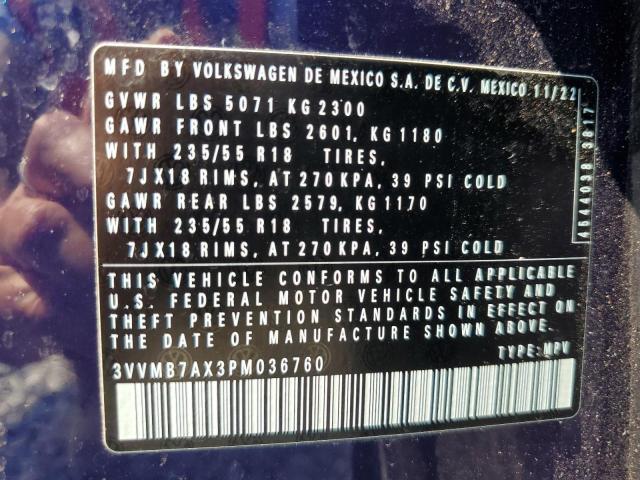 MFD BY VOLKSWAGEN DE MEXICO S.A. DE C.V. MEXICO 11/22
GVWR LBS 5071 KG 2300
GAWR FRONT LBS 2601, KG 1180
WITH 235/55 R18 TIRES,
7JX18 RIMS, AT 270 KPA, 39 PSI COLD
GAWR REAR LBS 2579, KG 1170
WITH 235/55 R18 TIRES,
7JX18 RIMS, AT 270 KPA, 39 PSI COLD
THIS VEHICLE CONFORMS TO ALL APPLICABLE
U.S. FEDERAL MOTOR VEHICLE SAFETY AND
THEFT PREVENTION STANDARDS IN EFFECT ON
THE DATE OF MANUFACTURE SHOWN ABOVE.
3VVMB7AX3PM036760
TYPE: MPV
4544038 3817